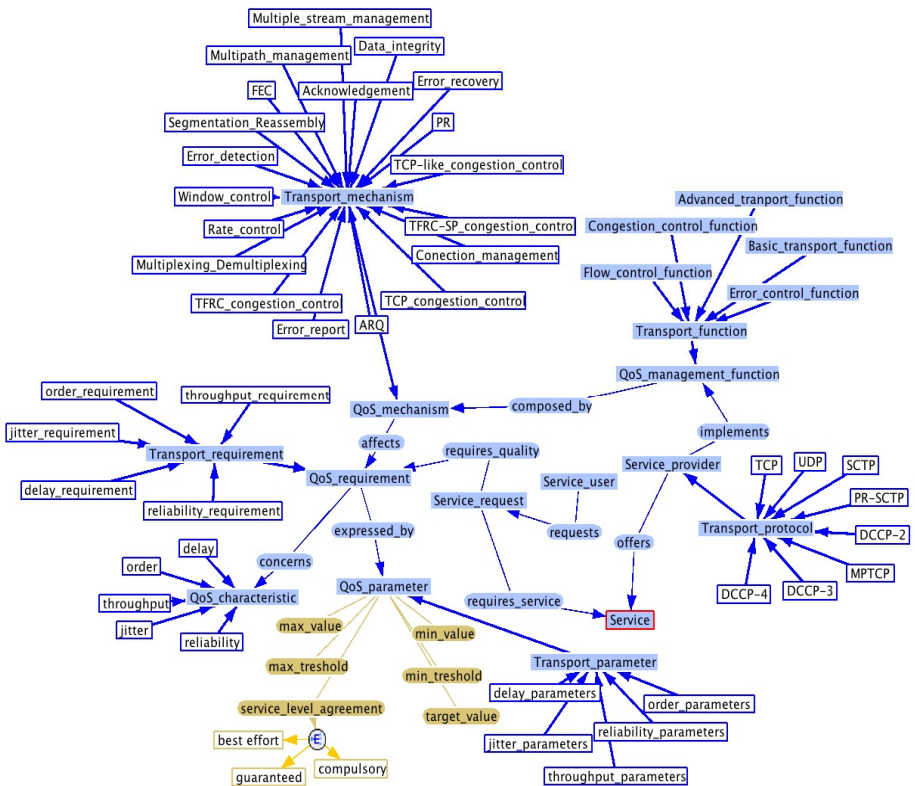 Multiple_stream_management
Data_integrity
Multipath_management
Error_recovery
FEC
Acknowledgement
Segmentation_Reassembly
PR
Error_detection
TCP-like_congestion_control
Window_control
Transport_mechanism
Advanced_tranport_function
Rate_control
TFRC-SP_congestion_control
Congestion_control_function
Basic_transport_function
Conection_management
Multiplexing_Demultiplexing
Flow_control_function
Error_control_function
TFRC_congestion_control
TCP_congestion_control
Error_report
ARQ
Transport_function
QoS_management_function
order_requirement
throughput_requirement
QoS_mechanism
composed_by
jitter_requirement
affects
implements
Transport_requirement
requires_quality
QoS_requirement
Service_provider
TCP
UDP
SCTP
delay_requirement
Service_request
Service_user
PR-SCTP
reliability_requirement
expressed_by
requests
Transport_protocol
DCCP-2
delay
offers
order
concerns
MPTCP
QoS_parameter
DCCP-4
DCCP-3
throughput
QoS_characteristic
requires_service
Service
jitter
reliability
max_value
min_value
max_treshold
min_treshold
Transport_parameter
delay_parameters
order_parameters
service_level_agreement
target_value
reliability_parameters
best effort
E
jitter_parameters
guaranteed
compulsory
throughput_parameters